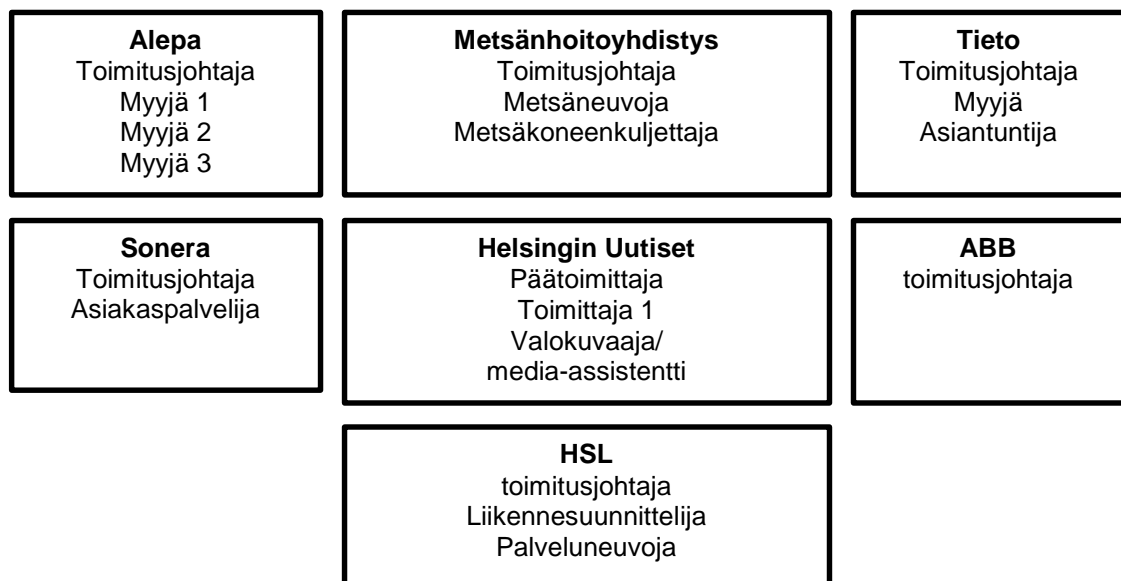 Alepa
Toimitusjohtaja
Myyjä 1
Myyjä 2
Myyjä 3
Metsänhoitoyhdistys
Toimitusjohtaja
Metsäneuvoja
Metsäkoneenkuljettaja
Tieto
Toimitusjohtaja
Myyjä
Asiantuntija
Sonera
Toimitusjohtaja
Asiakaspalvelija
Helsingin Uutiset
Päätoimittaja
Toimittaja 1
Valokuvaaja/
media-assistentti
ABB
toimitusjohtaja
HSL
toimitusjohtaja
Liikennesuunnittelija
Palveluneuvoja